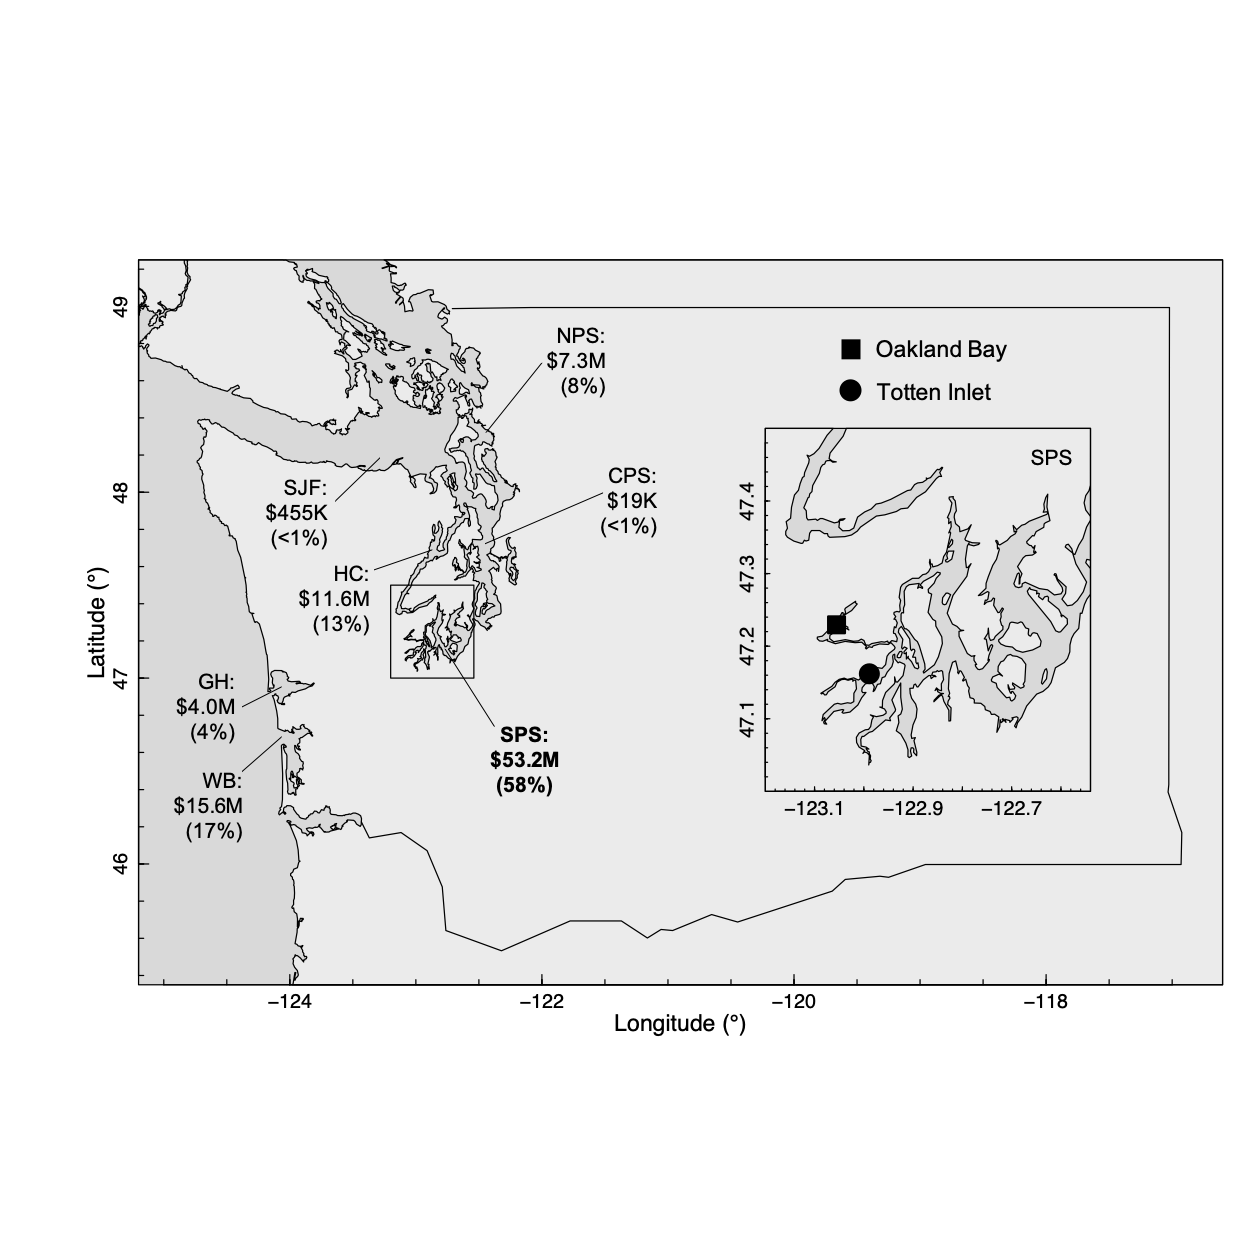 NPS:
$7.3M
(8%)
Oakland Bay
Totten Inlet
SPS
CPS:
$19K
(<1%)
SJF:
$455K
(<1%)
HC:
$11.6M
(13%)
GH:
$4.0M
(4%)
WB:
$15.6M
(17%)
SPS:
$53.2M
(58%)
47.4
47.3
47.2
47.1
−123.1
−122.9
−122.7
49
48
47
46
Latitude (°)
−124
−122
−120
−118
Longitude (°)